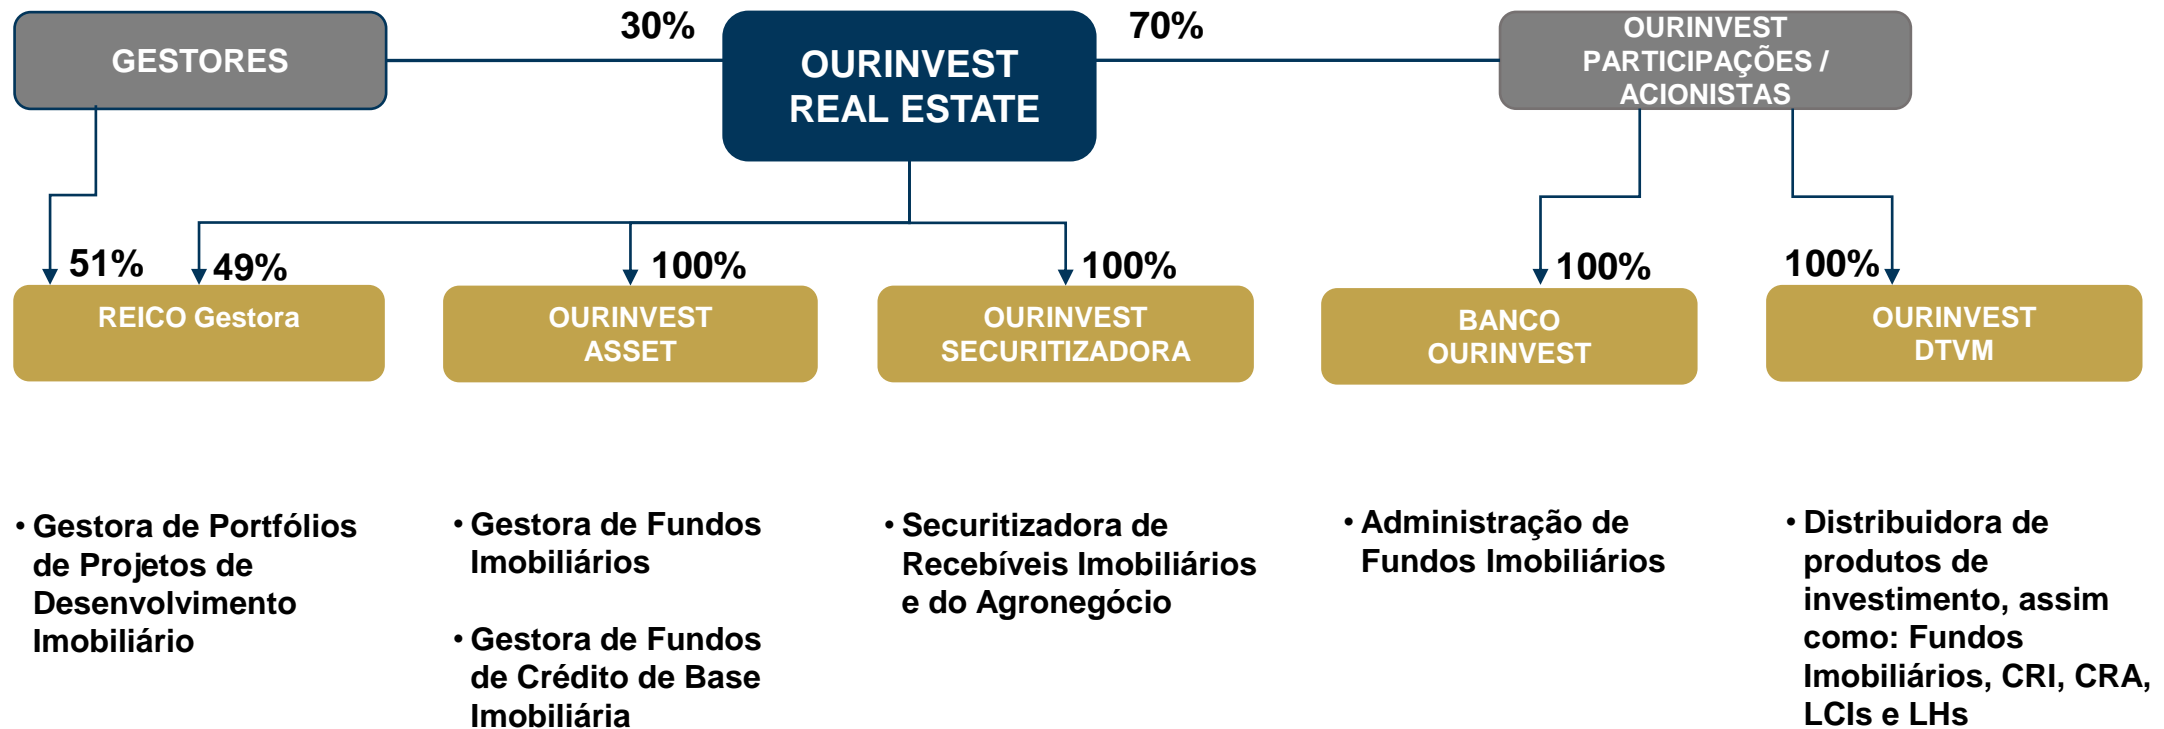 GESTORES
30%
OURINVEST
REAL ESTATE
70%
OURINVEST
PARTICIPAÇÕES /
ACIONISTAS
51%
49%
100%
100%
100%
100%
REICO Gestora
OURINVEST
ASSET
OURINVEST
SECURITIZADORA
BANCO
OURINVEST
OURINVEST
DTVM
• Gestora de Portfólios
de Projetos de
Desenvolvimento
Imobiliário
• Gestora de Fundos
Imobiliários
• Gestora de Fundos
de Crédito de Base
Imobiliária
• Securitizadora de
Recebíveis Imobiliários
e do Agronegócio
• Administração de
Fundos Imobiliários
• Distribuidora de
produtos de
investimento, assim
como: Fundos
Imobiliários, CRI, CRA,
LCIs e LHs